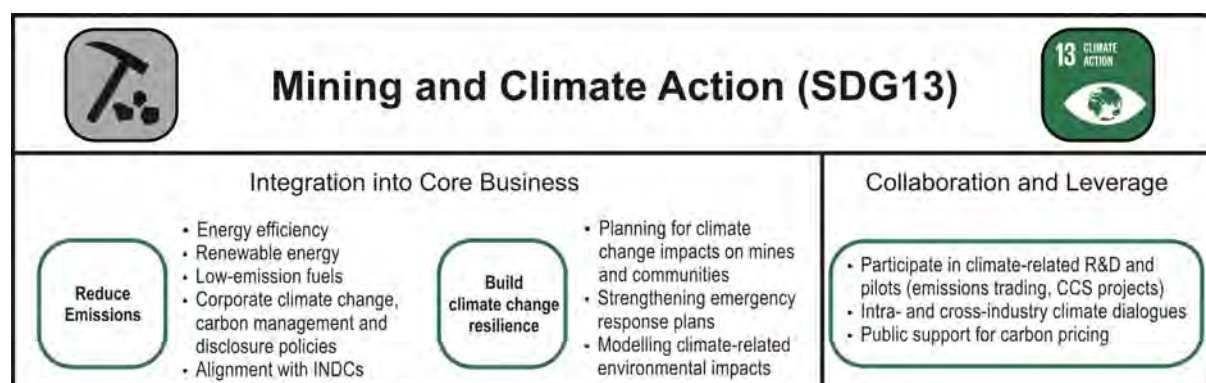 Mining and Climate Action (SDG13)
13 CLIMATE
ACTION
Integration into Core Business
Reduce
Emissions
• Energy efficiency
• Renewable energy
• Low-emission fuels
• Corporate climate change,
carbon management and
disclosure policies
• Alignment with INDCs
Build
climate change
resilience
• Planning for climate
change impacts on mines
and communities
• Strengthening emergency
response plans
• Modelling climate-related
environmental impacts
Collaboration and Leverage
• Participate in climate-related R&D and
pilots (emissions trading, CCS projects)
• Intra- and cross-industry climate dialogues
• Public support for carbon pricing